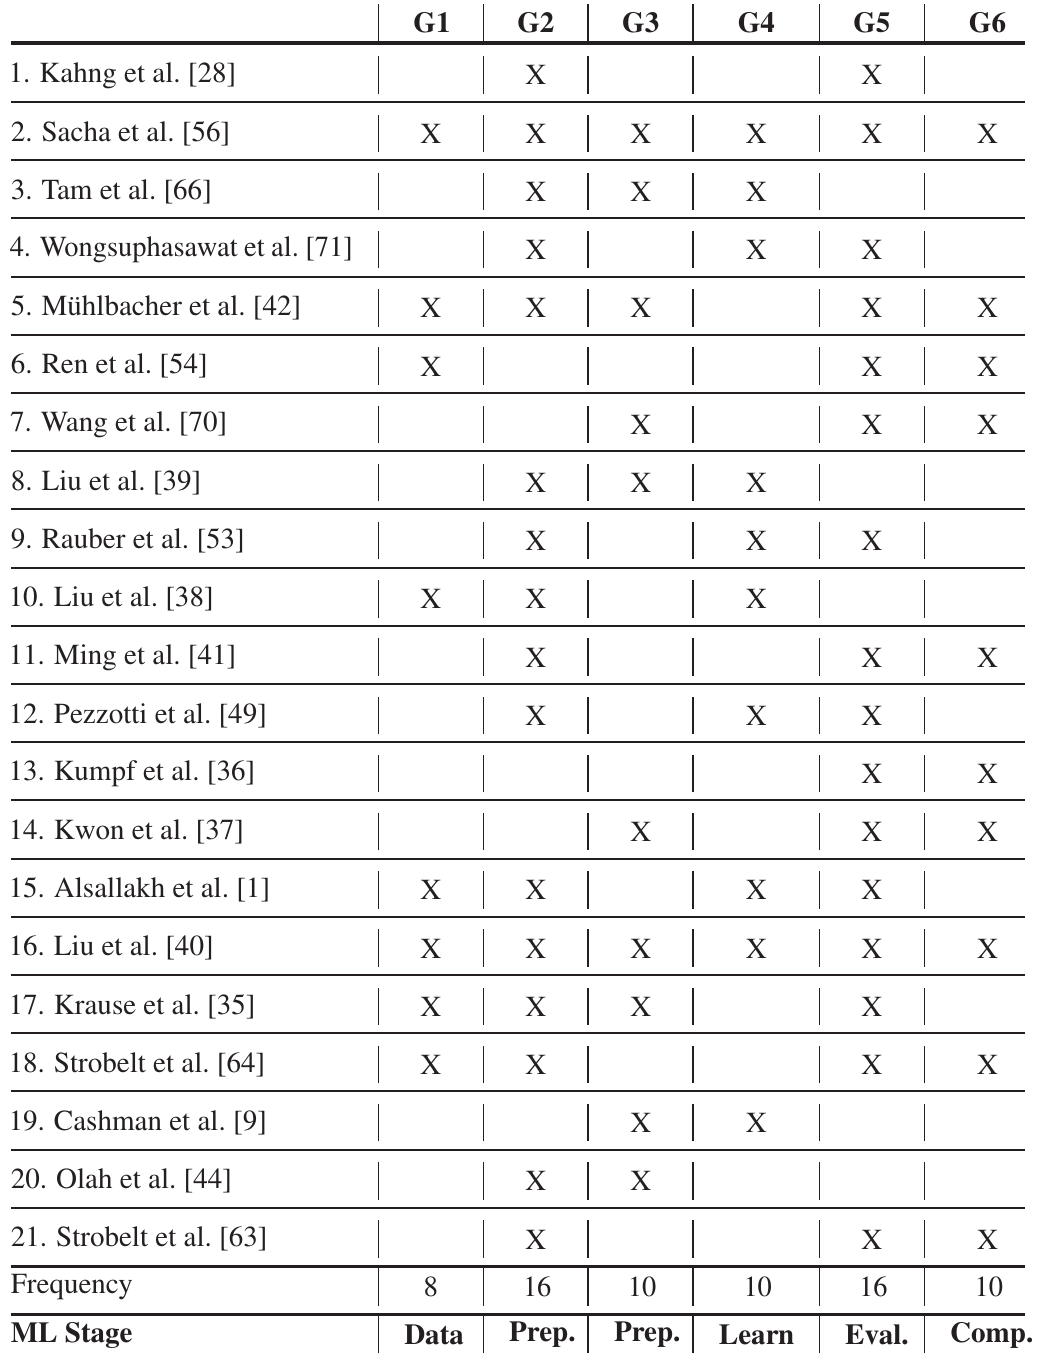 G1 G2 G3 G4 G5 G6
1. Kahng et al. [28] X X
2. Sacha et al. [56] X X X X X X
3. Tam et al. [66] X X X
4. Wongsuphasawat et al. [71] X X X
5. Mühlbacher et al. [42] X X X X X
6. Ren et al. [54] X X X
7. Wang et al. [70] X X X
8. Liu et al. [39] X X X
9. Rauber et al. [53] X X X
10. Liu et al. [38] X X X
11. Ming et al. [41] X X X
12. Pezzotti et al. [49] X X X
13. Kumpf et al. [36] X X
14. Kwon et al. [37] X X X
15. Alsallakh et al. [1] X X X X
16. Liu et al. [40] X X X X X X
17. Krause et al. [35] X X X X
18. Strobelt et al. [64] X X X X
19. Cashman et al. [9] X X
20. Olah et al. [44] X X
21. Strobelt et al. [63] X X X
Frequency 8 16 10 10 16 10
ML Stage Data Prep. Prep. Learn Eval. Comp.